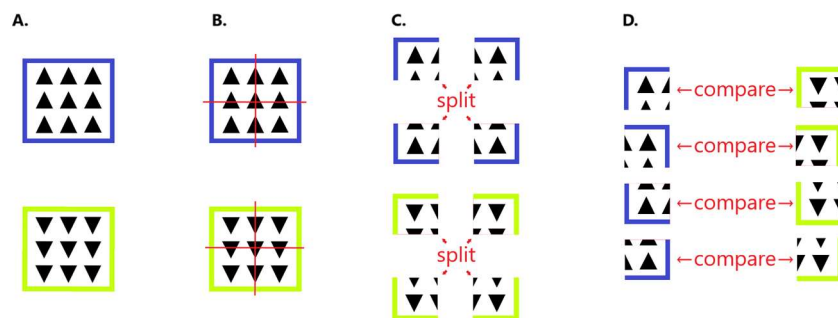 A.
B.
C.
D.
split
split
←compare→
←compare→
←compare→
←compare→